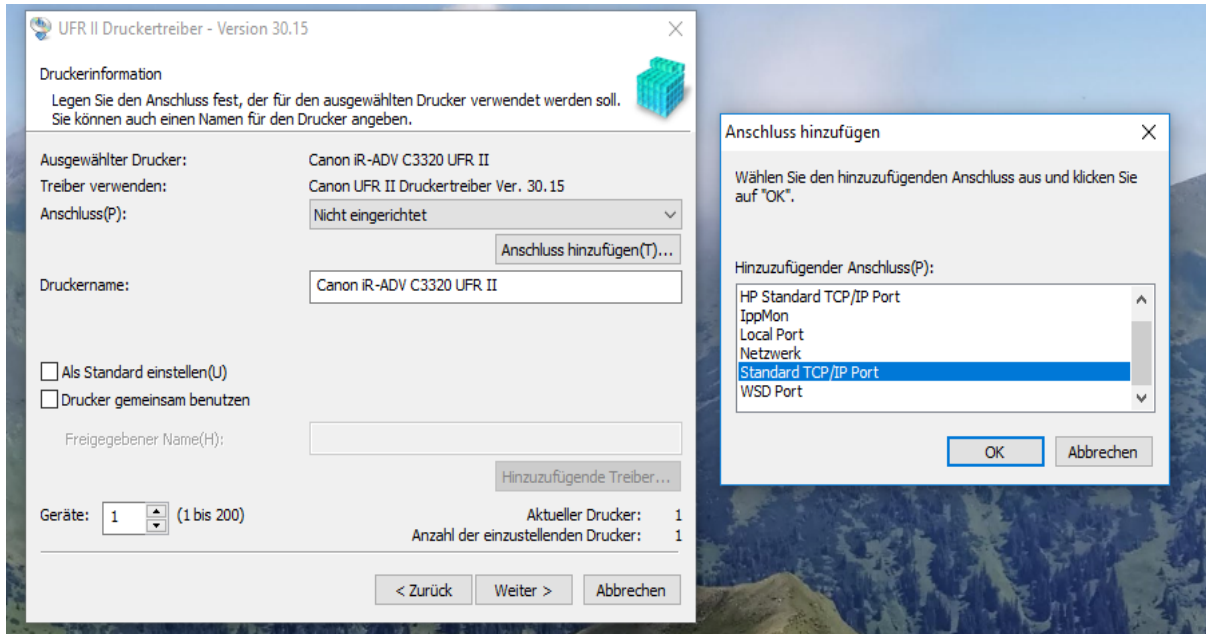 UFR II Druckertreiber - Version 30.15
Druckerinformation
Legen Sie den Anschluss fest, der für den ausgewählten Drucker verwendet werden soll.
Sie können auch einen Namen für den Drucker angeben.
Ausgewählter Drucker: Canon iR-ADV C3320 UFR II
Treiber verwenden: Canon UFR II Druckertreiber Ver. 30.15
Anschluss(P): Nicht eingerichtet
Anschluss hinzufügen(T)...
Druckername: Canon iR-ADV C3320 UFR II
Als Standard einstellen(U)
Drucker gemeinsam benutzen
Freigegebener Name(H):
Hinzuzufügende Treiber...
Geräte: 1 (1 bis 200)
Aktueller Drucker: 1
Anzahl der einzustellenden Drucker: 1
< Zurück Weiter > Abbrechen
Anschluss hinzufügen
Wählen Sie den hinzuzufügenden Anschluss aus und klicken Sie
auf "OK".
Hinzuzufügender Anschluss(P):
HP Standard TCP/IP Port
IppMon
Local Port
Netzwerk
Standard TCP/IP Port
WSD Port
OK Abbrechen